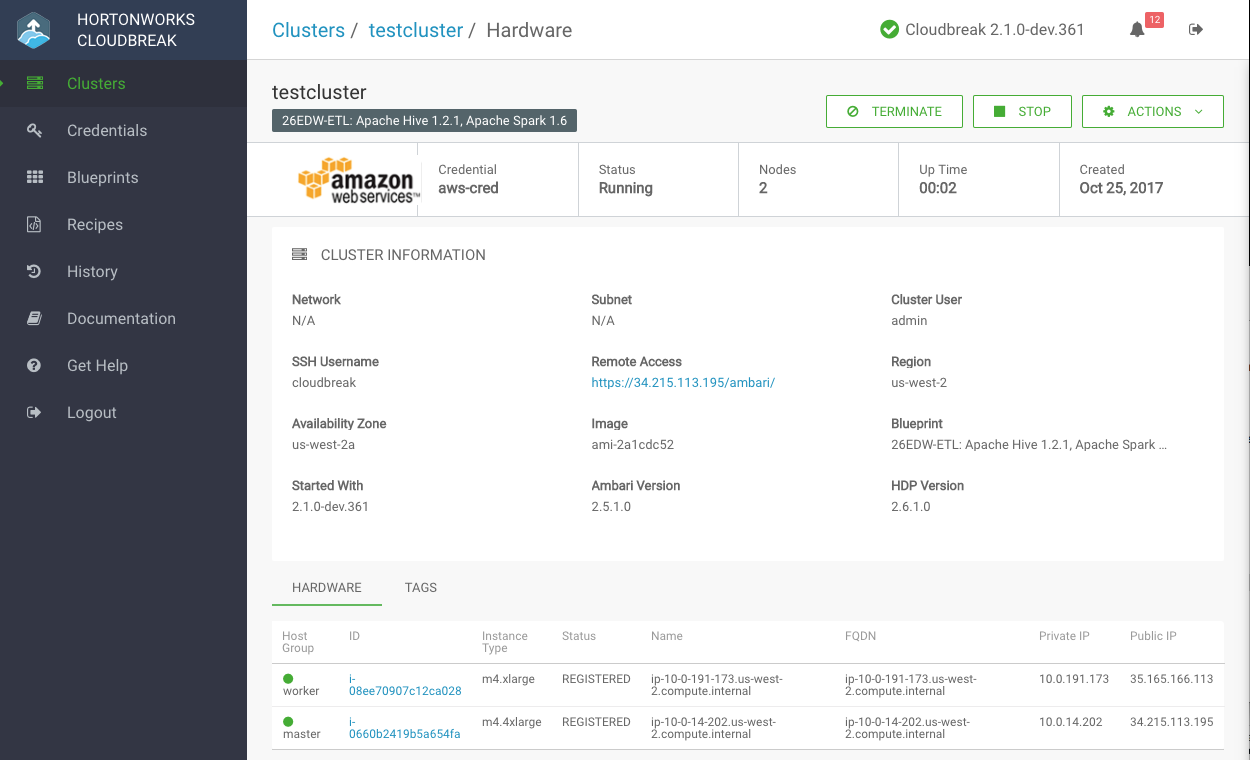 HORTONWORKS
CLOUDBREAK
Clusters
Credentials
Blueprints
Recipes
History
Documentation
Get Help
Logout
Clusters / testcluster / Hardware
Cloudbreak 2.1.0-dev.361
12
testcluster
26EDW-ETL: Apache Hive 1.2.1, Apache Spark 1.6
TERMINATE
STOP
ACTIONS
amazon
webservices™
Credential
aws-cred
Status
Running
Nodes
2
Up Time
00:02
Created
Oct 25, 2017
CLUSTER INFORMATION
Network
N/A
Subnet
N/A
Cluster User
admin
SSH Username
cloudbreak
Remote Access
https://34.215.113.195/ambari/
Region
us-west-2
Availability Zone
us-west-2a
Image
ami-2a1cdc52
Blueprint
26EDW-ETL: Apache Hive 1.2.1, Apache Spark ...
Started With
2.1.0-dev.361
Ambari Version
2.5.1.0
HDP Version
2.6.1.0
HARDWARE
TAGS
Host
Group
ID
Instance
Type
Status
Name
FQDN
Private IP
Public IP
worker
i-
08ee70907c12ca028
m4.xlarge
REGISTERED
ip-10-0-191-173.us-west-
2.compute.internal
ip-10-0-191-173.us-west-
2.compute.internal
10.0.191.173
35.165.166.113
master
i-
0660b2419b5a654fa
m4.4xlarge
REGISTERED
ip-10-0-14-202.us-west-
2.compute.internal
ip-10-0-14-202.us-west-
2.compute.internal
10.0.14.202
34.215.113.195